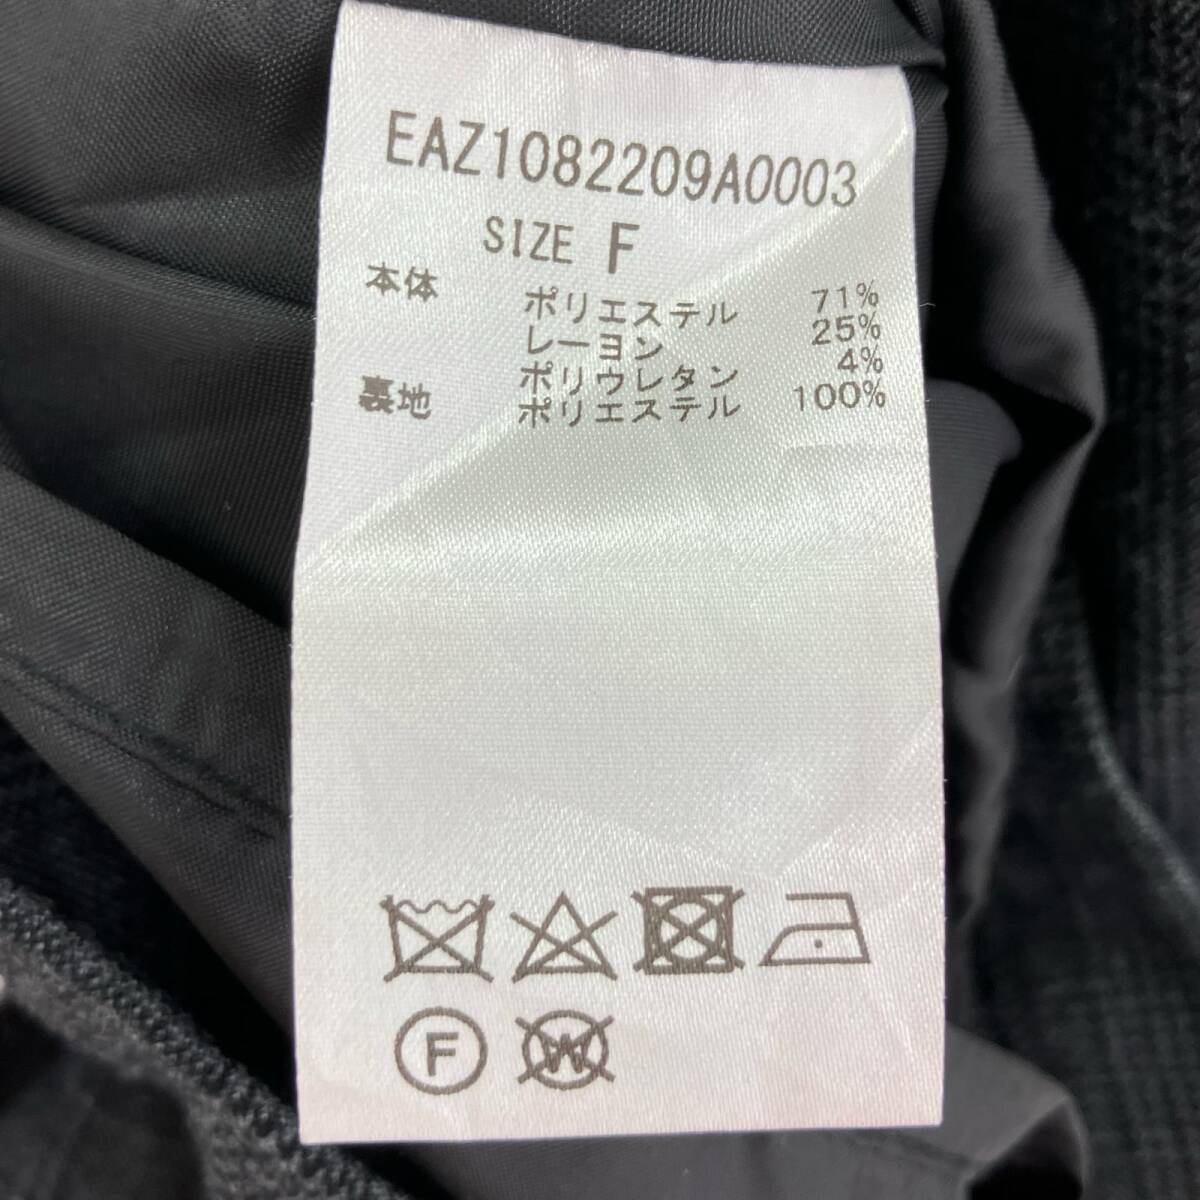 EAZ1082209A0003
SIZE F
本体 ポリエステル 71%
レーヨン 25%
ポリウレタン 4%
裏地 ポリエステル 100%
F W